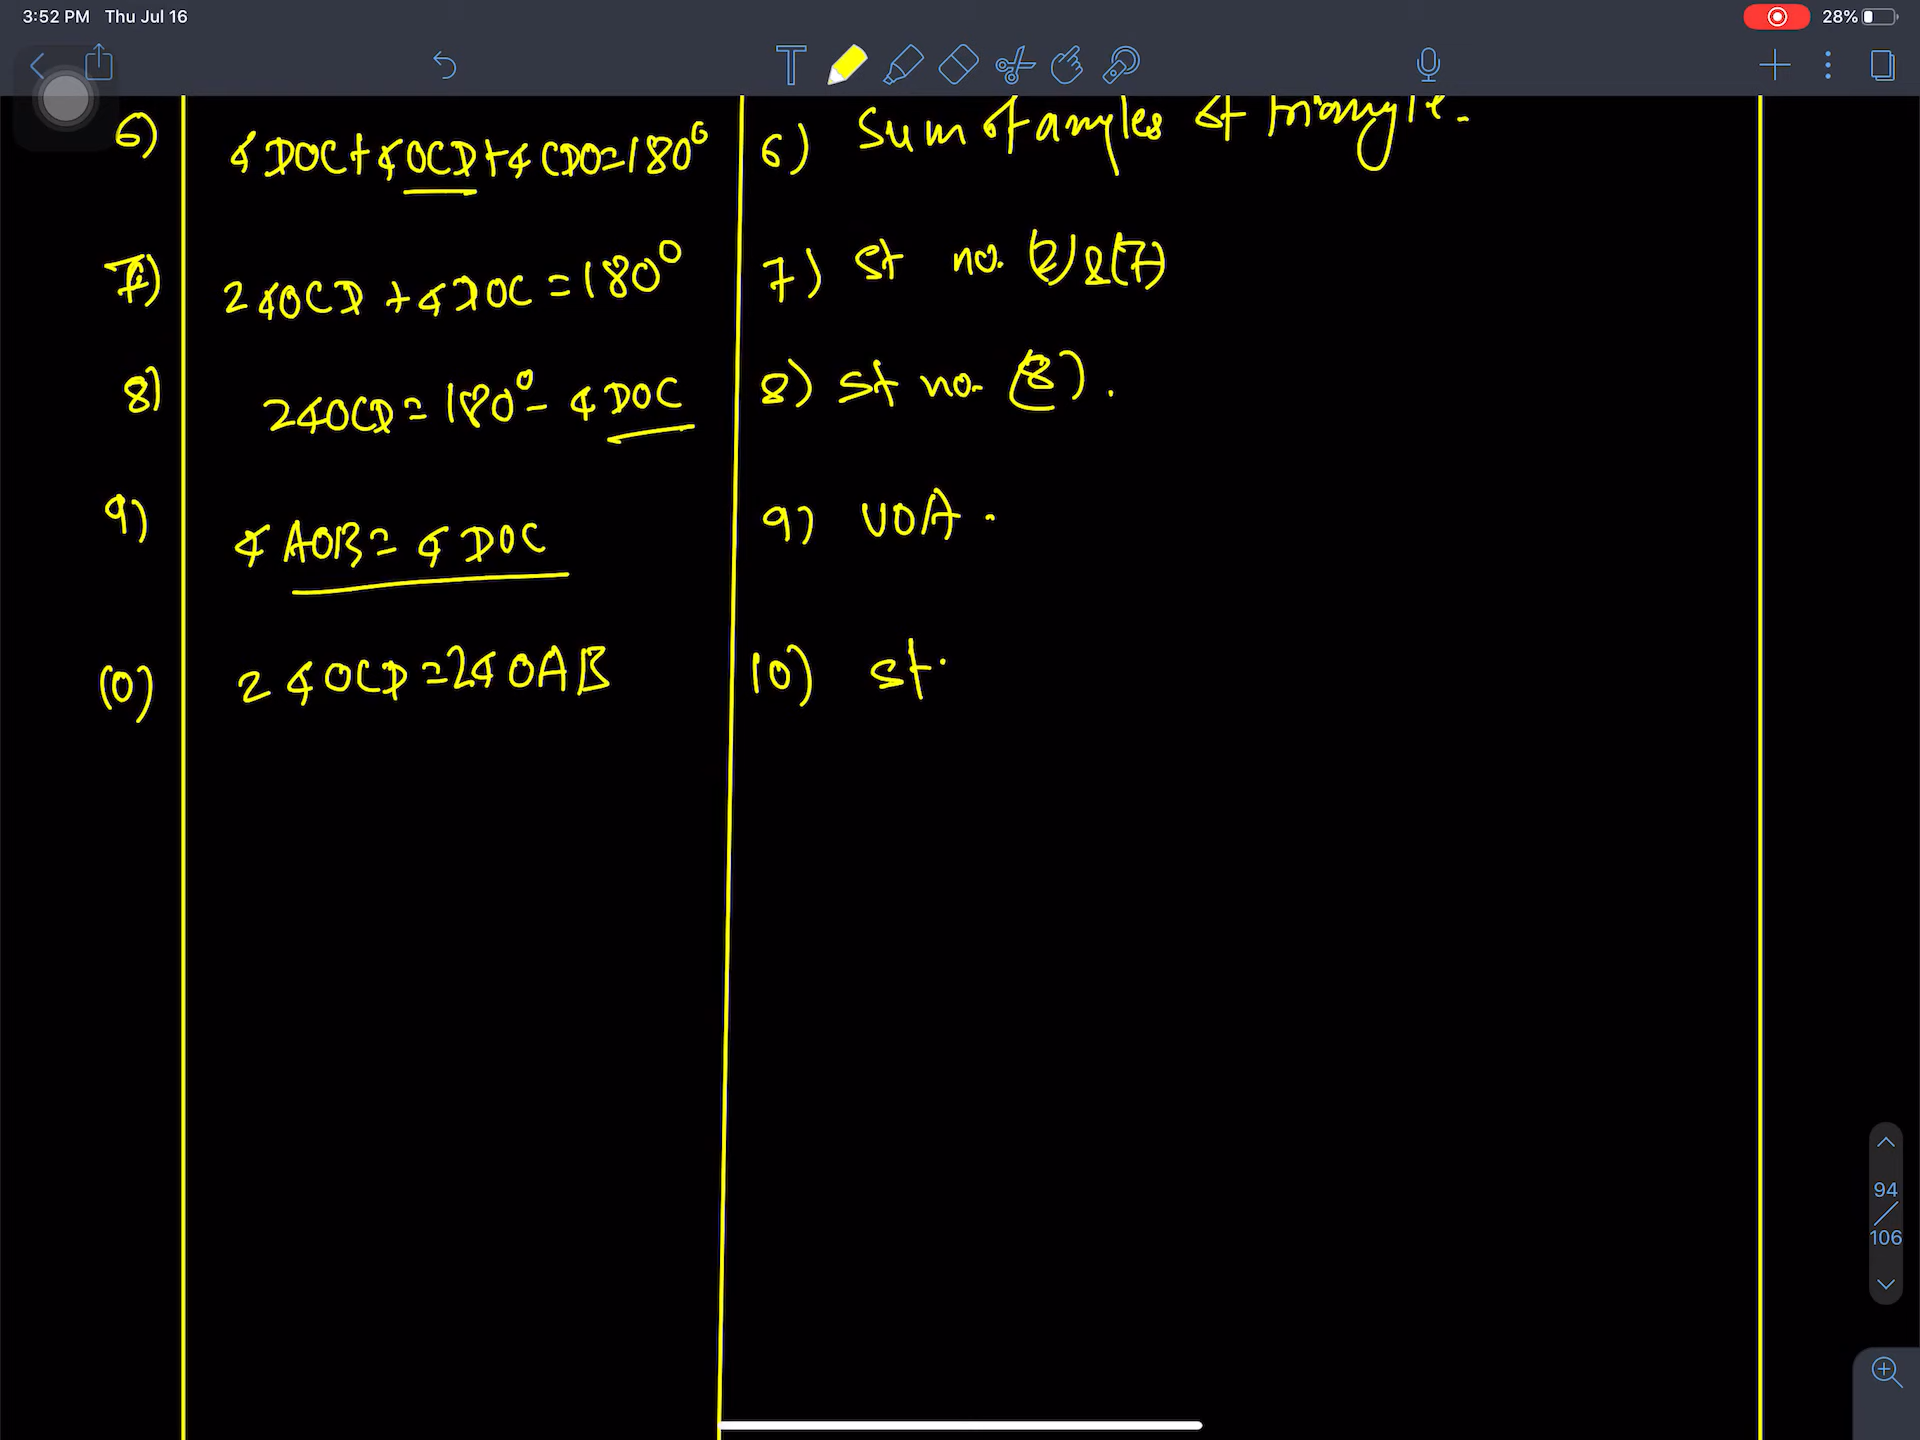 3:52 PM Thu Jul 16
28%
6) ∡DOC+∡OCD+∡CDO=180° 6) Sum of angles of triangle.
7) 2∡OCD+∡DOC=180° 7) St no. (2)&(7)
8) 2∡OCD=180°-∡DOC 8) St no. (8).
9) ∡AOB=∡DOC 9) VOA.
10) 2∡OCD=2∡OAB 10) St.
94
106